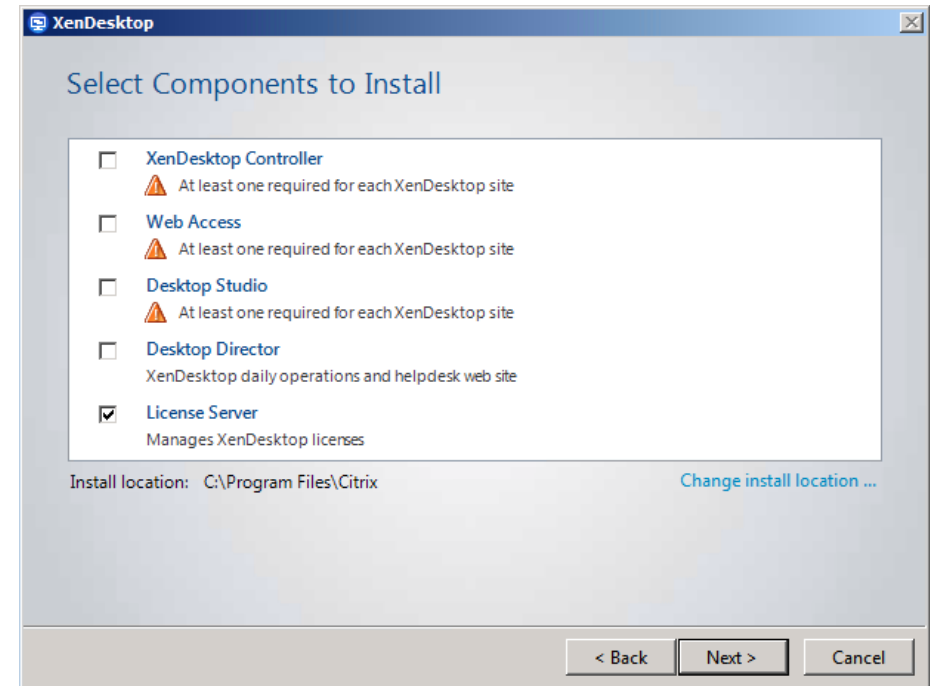 XenDesktop
Select Components to Install
XenDesktop Controller
At least one required for each XenDesktop site
Web Access
At least one required for each XenDesktop site
Desktop Studio
At least one required for each XenDesktop site
Desktop Director
XenDesktop daily operations and helpdesk web site
License Server
Manages XenDesktop licenses
Install location: C:\Program Files\Citrix Change install location ...
< Back Next > Cancel